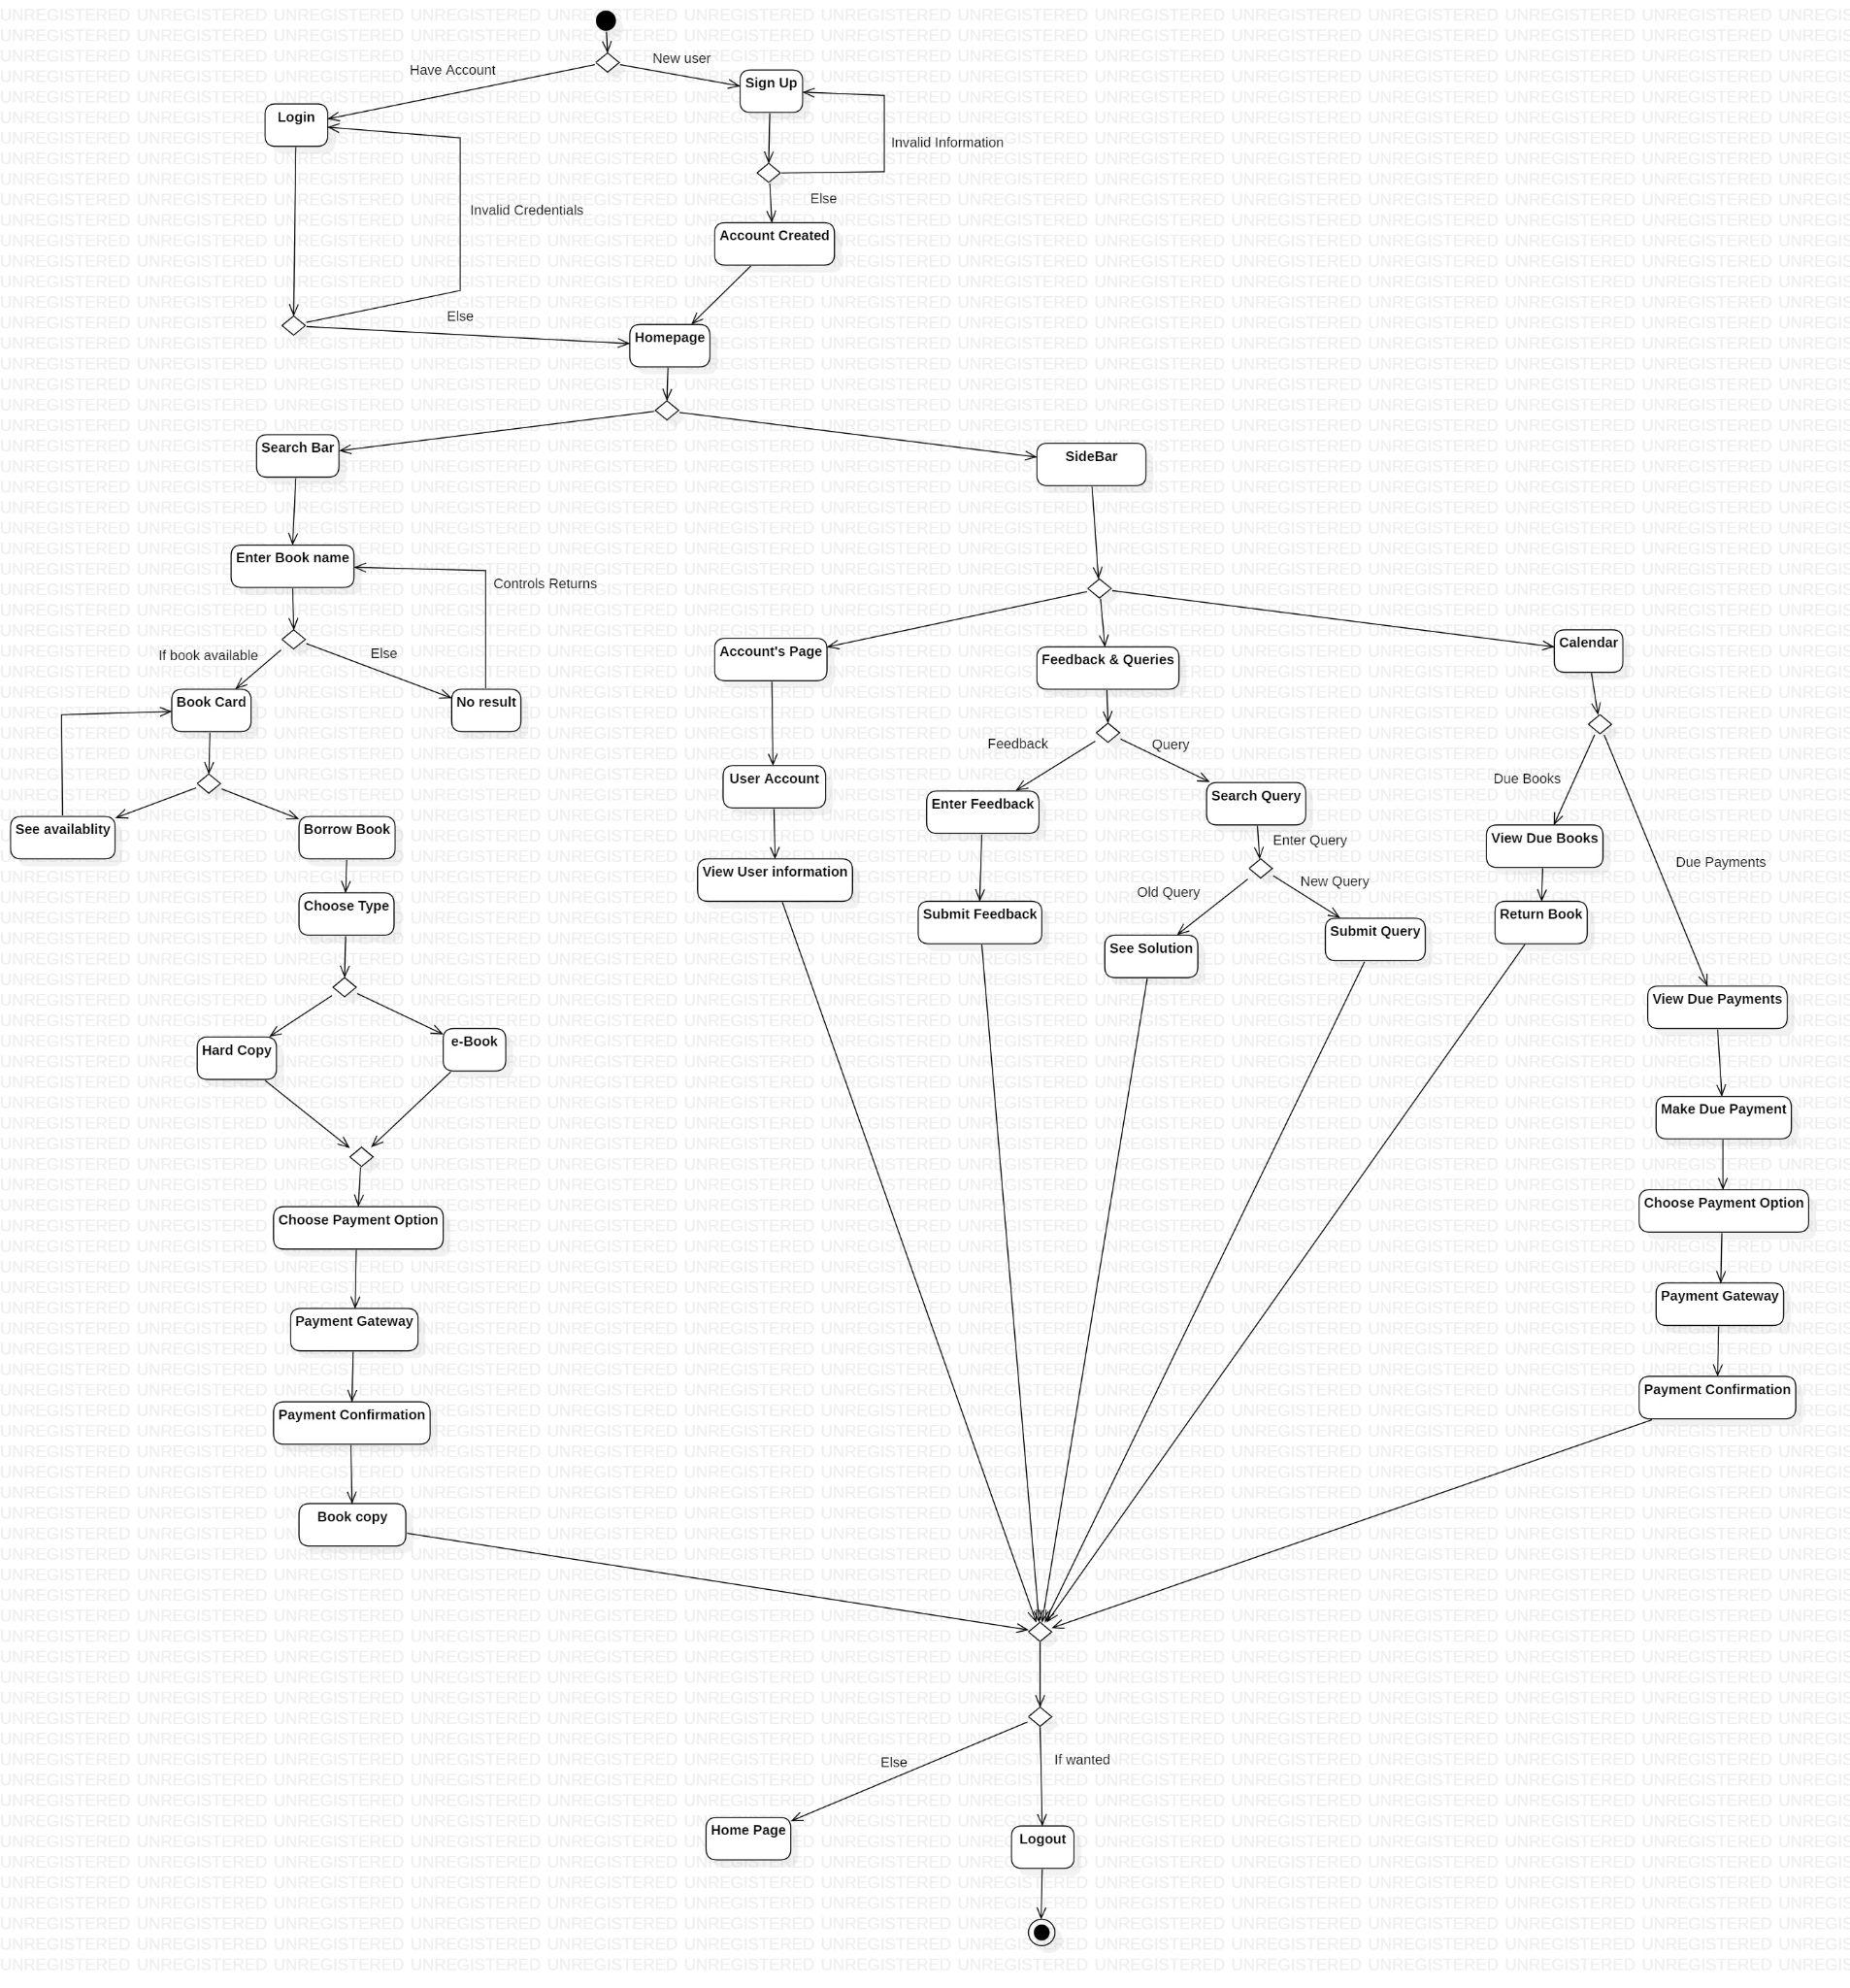 New user
Have Account
Sign Up
Login
Invalid Information
Else
Invalid Credentials
Account Created
Else
Homepage
Search Bar
SideBar
Enter Book name
Controls Returns
If book available
Else
Account's Page
Feedback & Queries
Calendar
Book Card
No result
Feedback
Query
User Account
Due Books
Enter Feedback
Search Query
See availablity
Borrow Book
View Due Books
Enter Query
Due Payments
View User information
New Query
Old Query
Choose Type
Submit Feedback
Return Book
Submit Query
See Solution
View Due Payments
Hard Copy
e-Book
Make Due Payment
Choose Payment Option
Choose Payment Option
Payment Gateway
Payment Gateway
Payment Confirmation
Payment Confirmation
Book copy
If wanted
Else
Home Page
Logout
UNREGISTERED